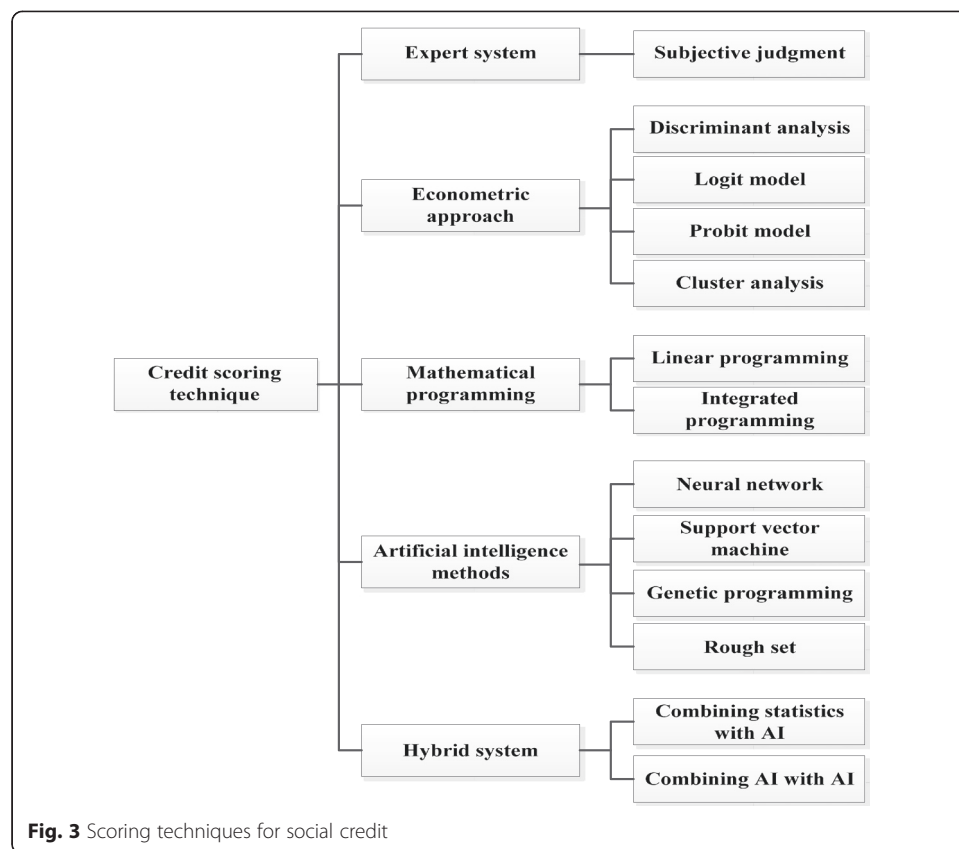 Expert system
Subjective judgment
Discriminant analysis
Econometric
approach
Logit model
Probit model
Cluster analysis
Credit scoring
technique
Mathematical
programming
Linear programming
Integrated
programming
Artificial intelligence
methods
Neural network
Support vector
machine
Genetic programming
Rough set
Hybrid system
Combining statistics
with AI
Combining AI with AI
Fig. 3 Scoring techniques for social credit